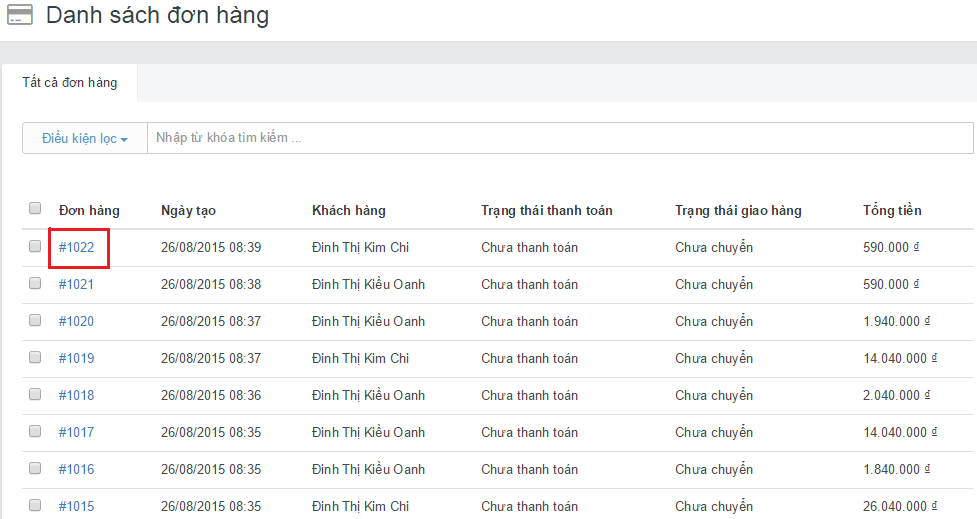 Danh sách đơn hàng
Tất cả đơn hàng
Điều kiện lọc Nhập từ khóa tìm kiếm ...
Đơn hàng Ngày tạo Khách hàng Trạng thái thanh toán Trạng thái giao hàng Tổng tiền
#1022 26/08/2015 08:39 Đinh Thị Kim Chi Chưa thanh toán Chưa chuyển 590.000 ₫
#1021 26/08/2015 08:38 Đinh Thị Kiều Oanh Chưa thanh toán Chưa chuyển 590.000 ₫
#1020 26/08/2015 08:37 Đinh Thị Kiều Oanh Chưa thanh toán Chưa chuyển 1.940.000 ₫
#1019 26/08/2015 08:37 Đinh Thị Kim Chi Chưa thanh toán Chưa chuyển 14.040.000 ₫
#1018 26/08/2015 08:36 Đinh Thị Kiều Oanh Chưa thanh toán Chưa chuyển 2.040.000 ₫
#1017 26/08/2015 08:35 Đinh Thị Kiều Oanh Chưa thanh toán Chưa chuyển 14.040.000 ₫
#1016 26/08/2015 08:35 Đinh Thị Kiều Oanh Chưa thanh toán Chưa chuyển 1.840.000 ₫
#1015 26/08/2015 08:35 Đinh Thị Kim Chi Chưa thanh toán Chưa chuyển 26.040.000 ₫